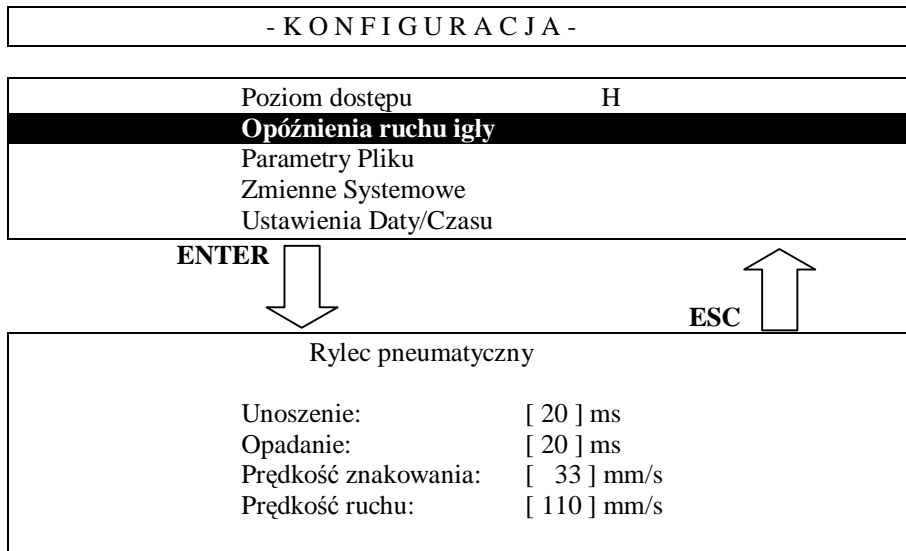 - K O N F I G U R A C J A -
Poziom dostępu H
Opóźnienia ruchu igły
Parametry Pliku
Zmienne Systemowe
Ustawienia Daty/Czasu
ENTER
ESC
Rylec pneumatyczny
Unoszenie: [ 20 ] ms
Opadanie: [ 20 ] ms
Prędkość znakowania: [ 33 ] mm/s
Prędkość ruchu: [ 110 ] mm/s